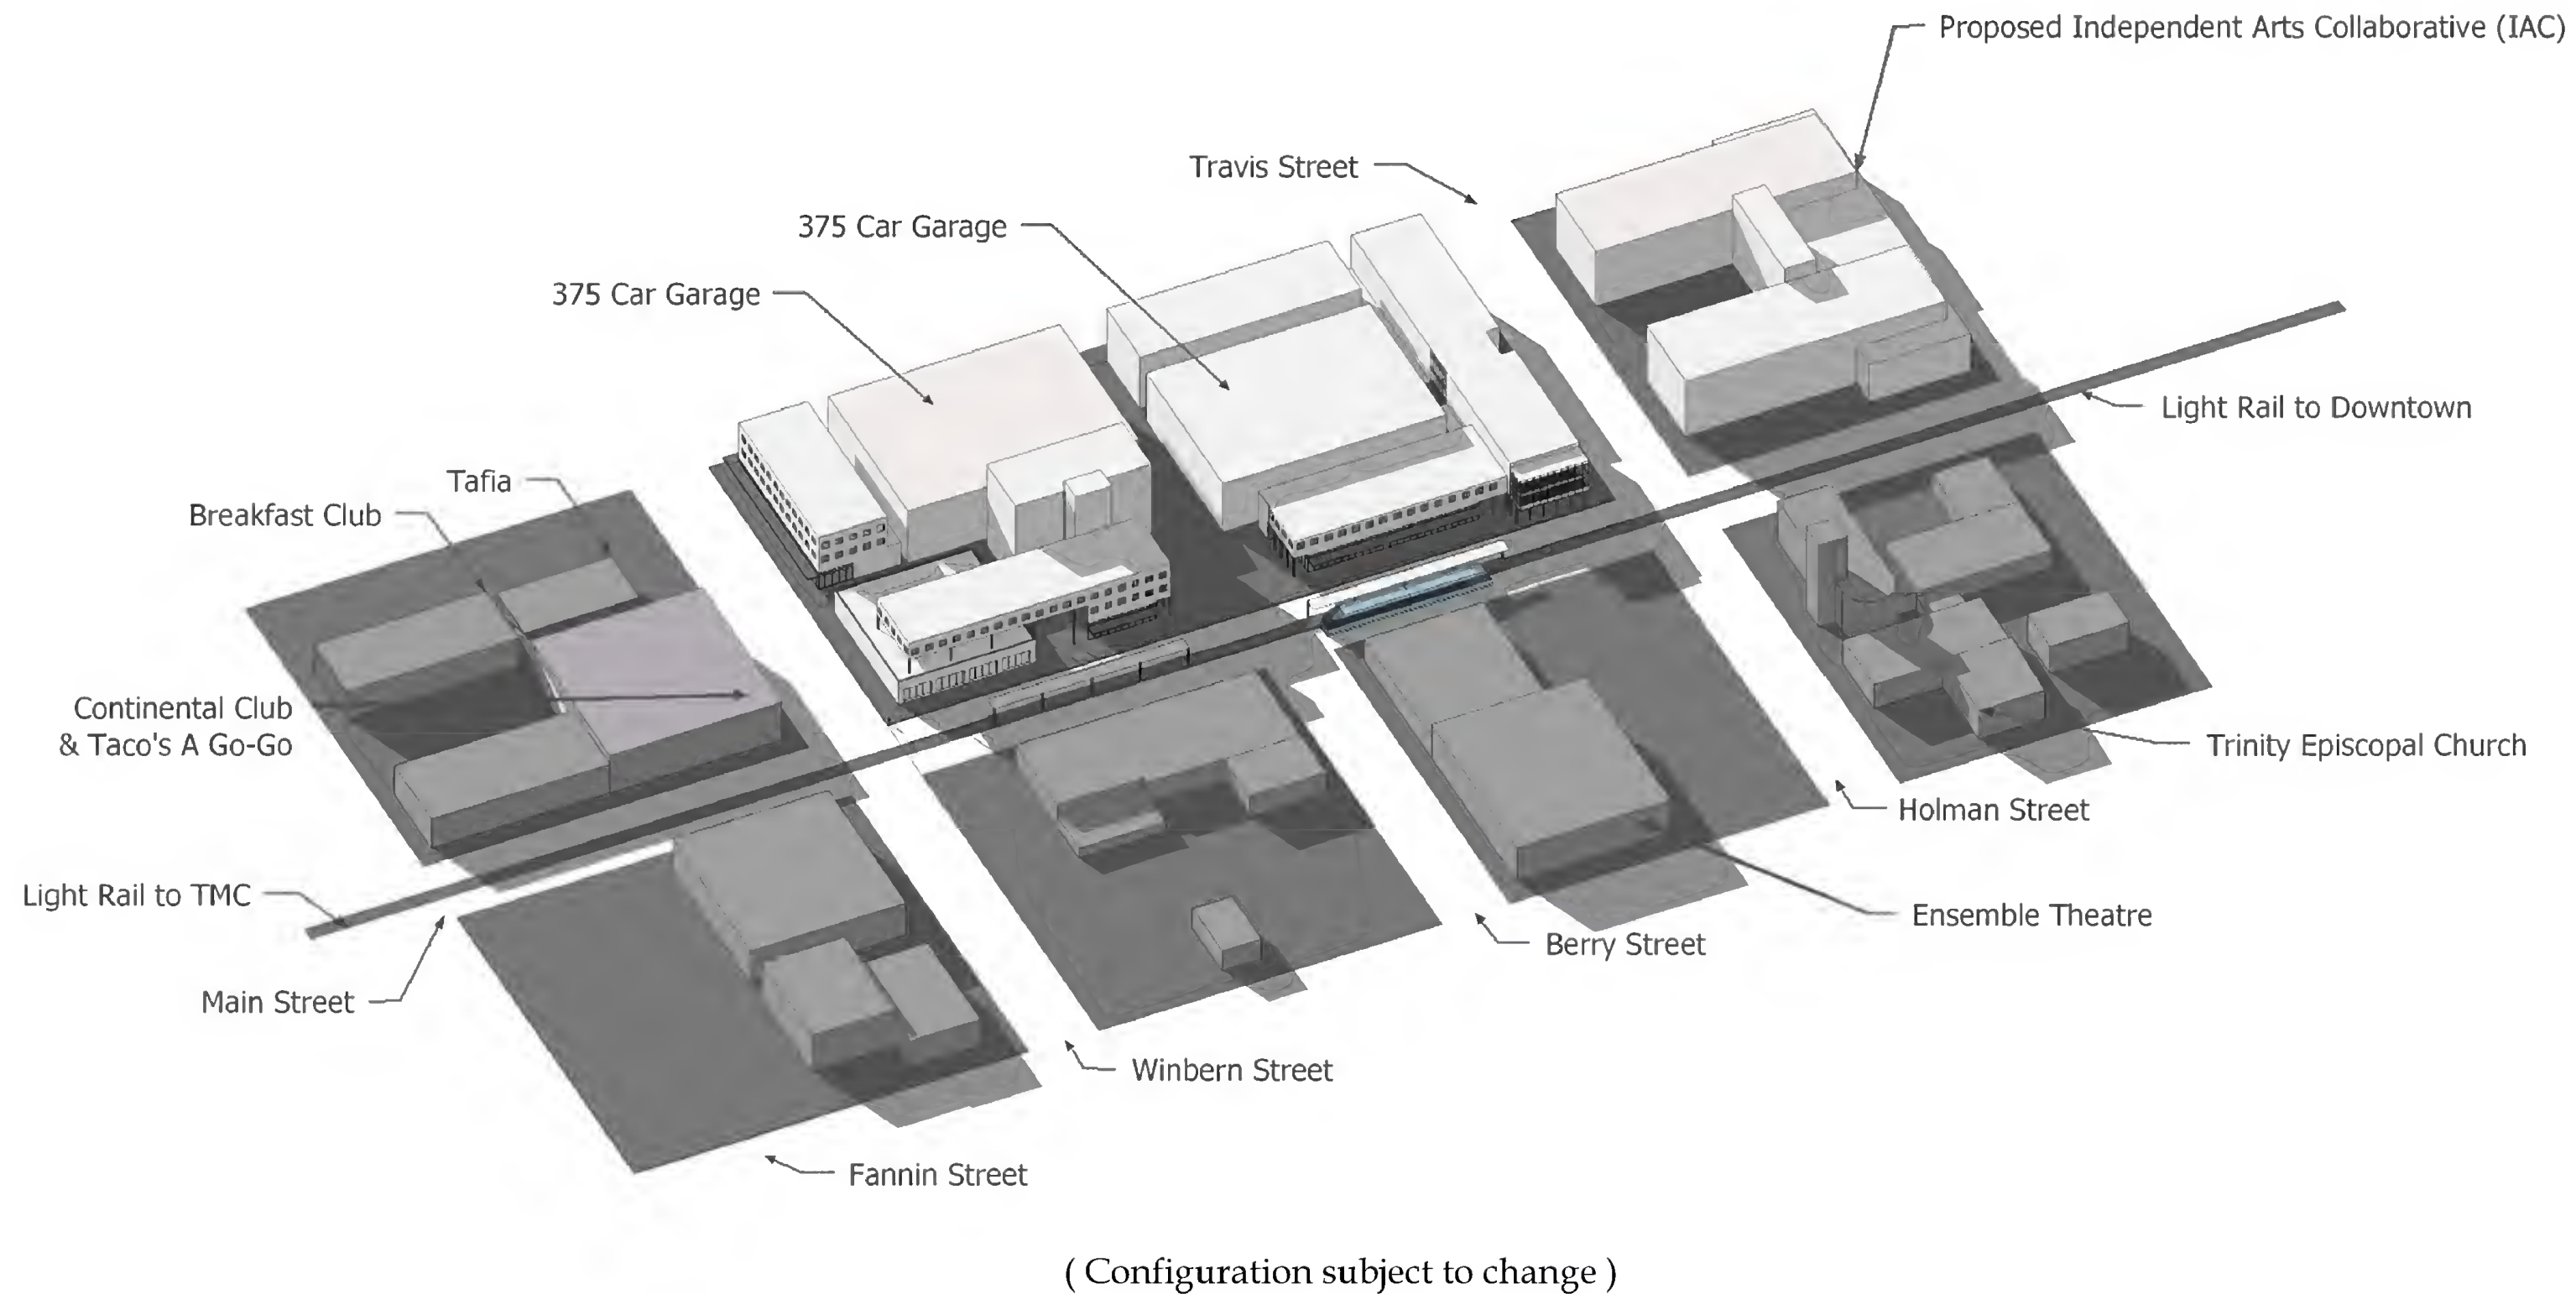 Proposed Independent Arts Collaborative (IAC)
Travis Street
375 Car Garage
375 Car Garage
Light Rail to Downtown
Tafia
Breakfast Club
Continental Club
& Taco's A Go-Go
Trinity Episcopal Church
Holman Street
Light Rail to TMC
Ensemble Theatre
Berry Street
Main Street
Winbern Street
Fannin Street
( Configuration subject to change )